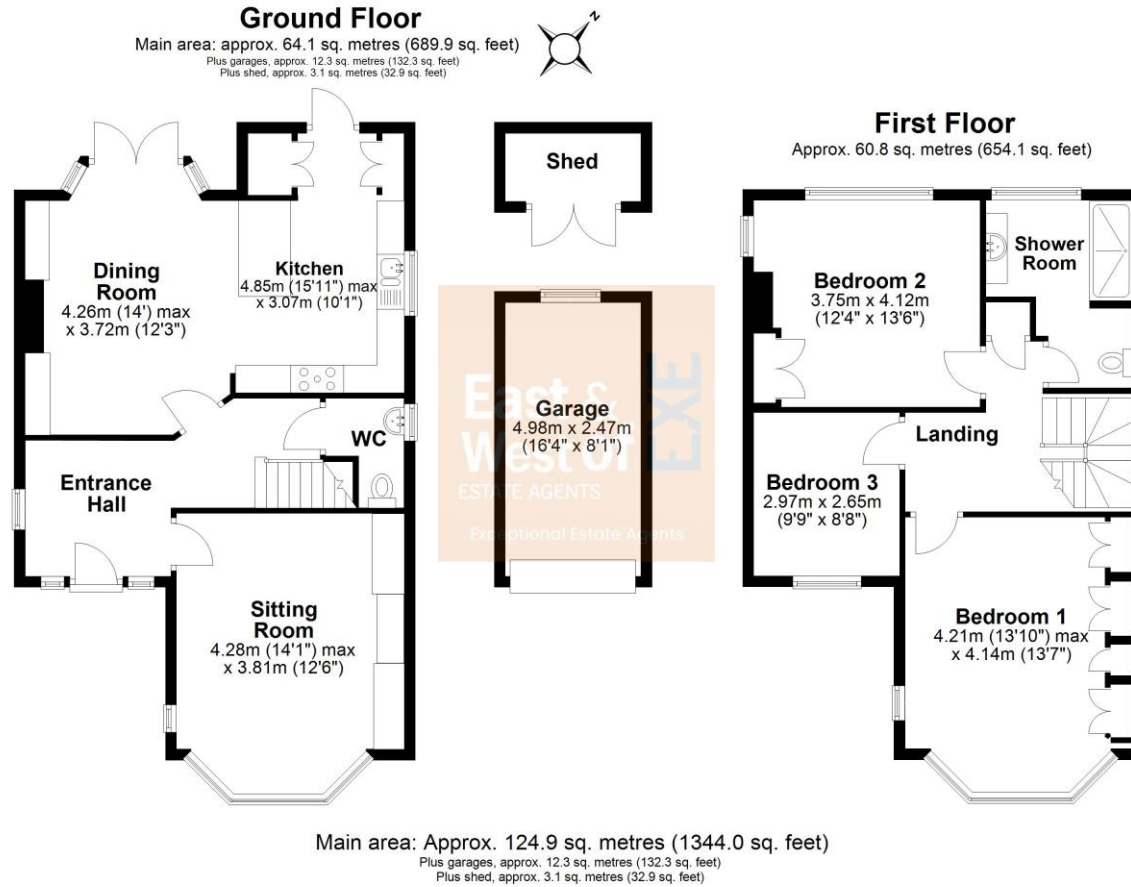 Ground Floor
Main area: approx. 64.1 sq. metres (689.9 sq. feet)
Plus garages, approx. 12.3 sq. metres (132.3 sq. feet)
Plus shed, approx. 3.1 sq. metres (32.9 sq. feet)
N
First Floor
Approx. 60.8 sq. metres (654.1 sq. feet)
Shed
Dining
Room
4.26m (14') max
x 3.72m (12'3")
Kitchen
4.85m (15'11") max
x 3.07m (10'1")
Bedroom 2
3.75m x 4.12m
(12'4" x 13'6")
Shower
Room
Garage
4.98m x 2.47m
(16'4" x 8'1")
East &
West of
EXE
ESTATE AGENTS
Exceptional Estate Agents
WC
Entrance
Hall
Landing
Bedroom 3
2.97m x 2.65m
(9'9" x 8'8")
Sitting
Room
4.28m (14'1") max
x 3.81m (12'6")
Bedroom 1
4.21m (13'10") max
x 4.14m (13'7")
Main area: Approx. 124.9 sq. metres (1344.0 sq. feet)
Plus garages, approx. 12.3 sq. metres (132.3 sq. feet)
Plus shed, approx. 3.1 sq. metres (32.9 sq. feet)